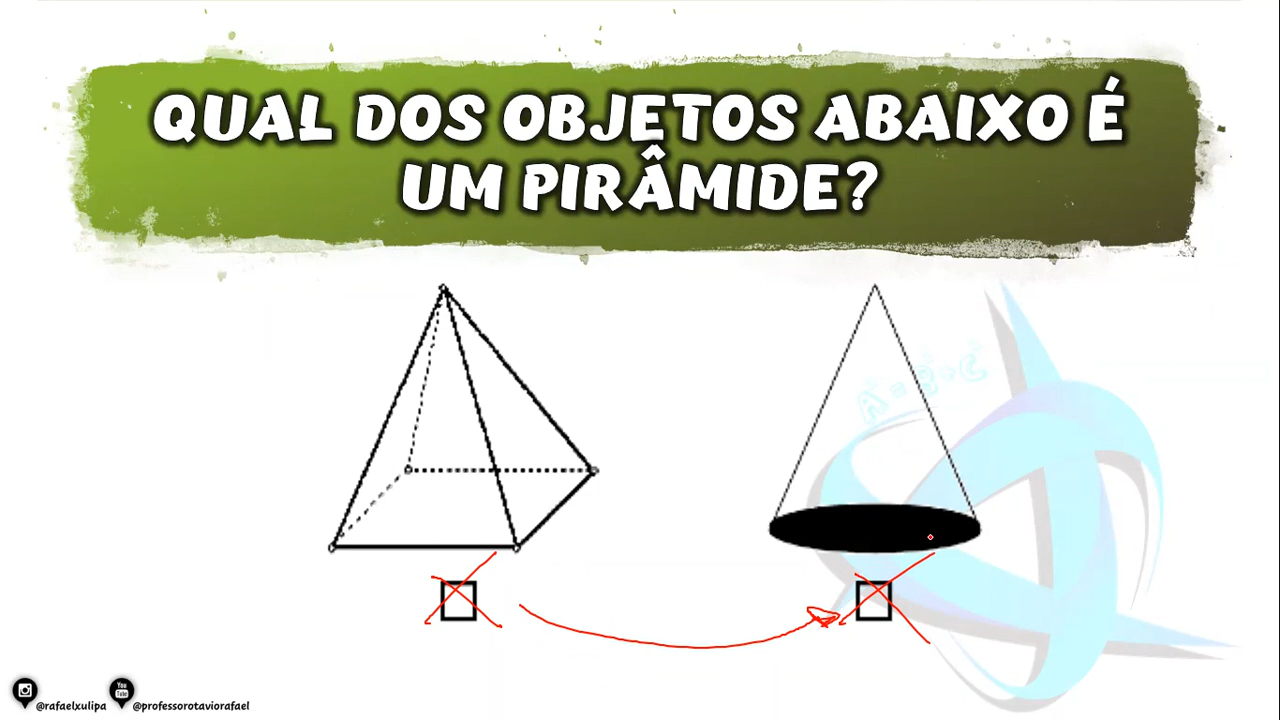 QUAL DOS OBJETOS ABAIXO É
UM PIRÂMIDE?
@rafaelxulipa
@professorotaviorafael